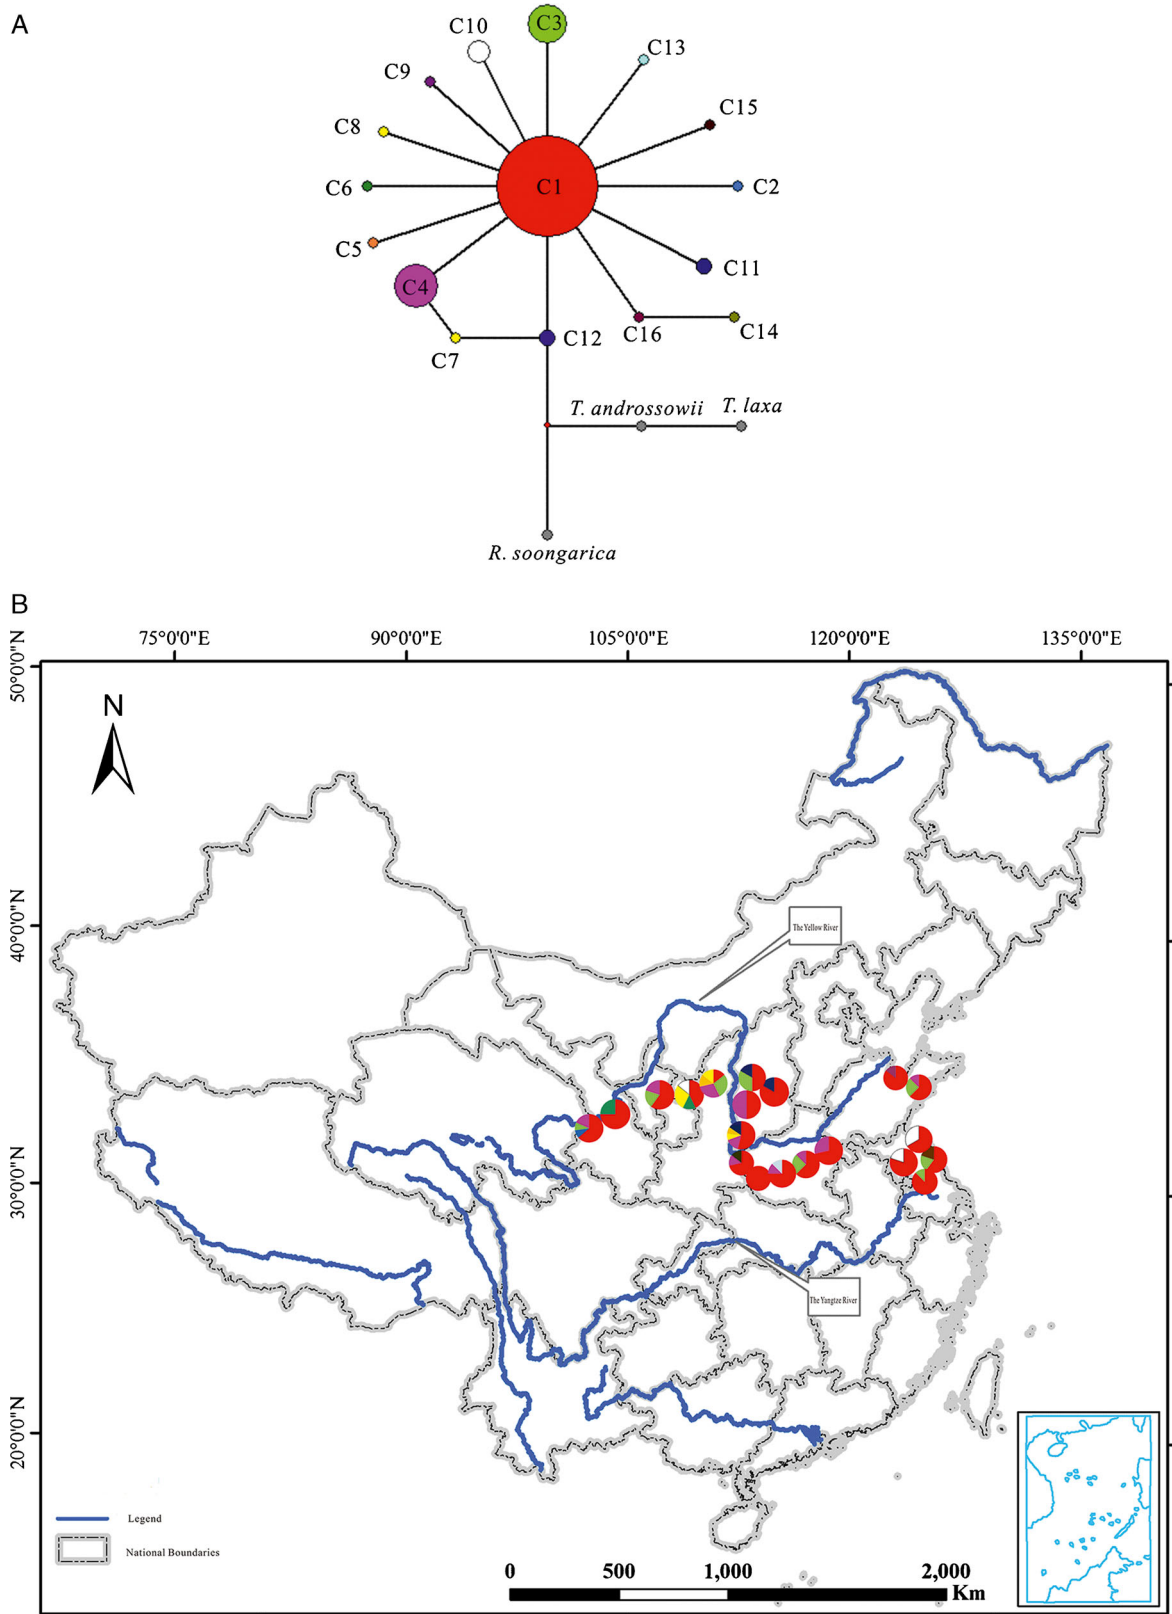 A
C3
C10
C13
C9
C15
C8
C1
C6
C2
C5
C11
C4
C16
C14
C12
C7
T. androssowii
T. laxa
R. soongarica
B
75°0'0"E
90°0'0"E
105°0'0"E
120°0'0"E
135°0'0"E
50°0'0"N
N
40°0'0"N
The Yellow River
30°0'0"N
The Yangtze River
20°0'0"N
Legend
National Boundaries
0
500
1,000
2,000
Km